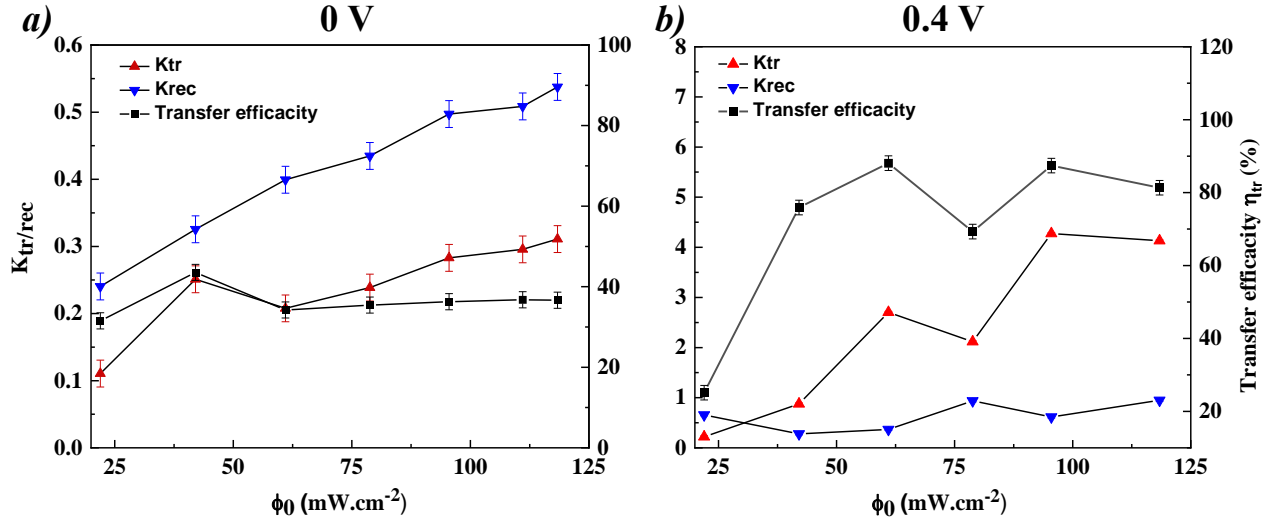 a)
0 V
0.6
0.5
0.4
0.3
0.2
0.1
0.0
K_tr/rec
100
80
60
40
20
0
Ktr
Krec
Transfer efficacity
25
50
75
100
125
ϕ0 (mW.cm⁻²)
b)
0.4 V
8
7
6
5
4
3
2
1
0
120
100
80
60
40
20
Transfer efficacity η_tr (%)
Ktr
Krec
Transfer efficacity
25
50
75
100
125
ϕ0 (mW.cm⁻²)